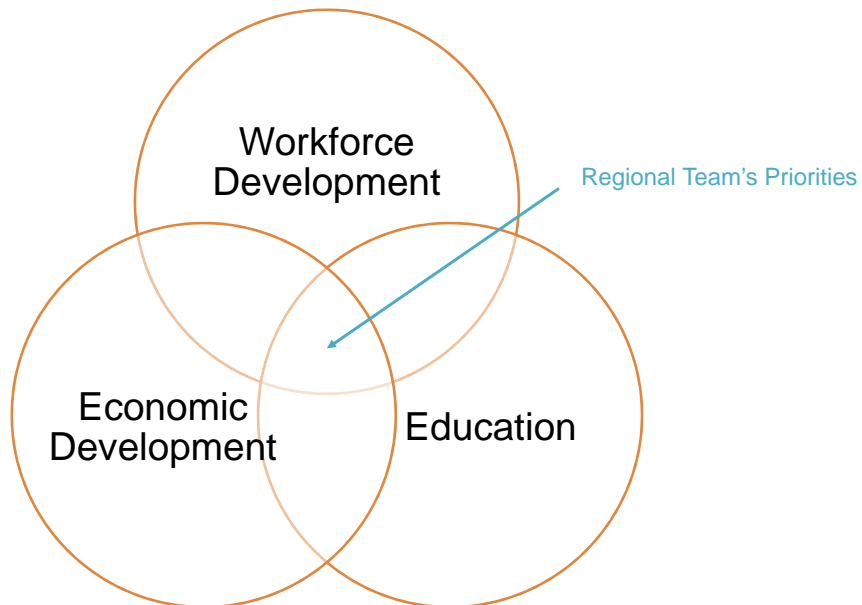 Workforce
Development
Regional Team's Priorities
Economic
Development
Education